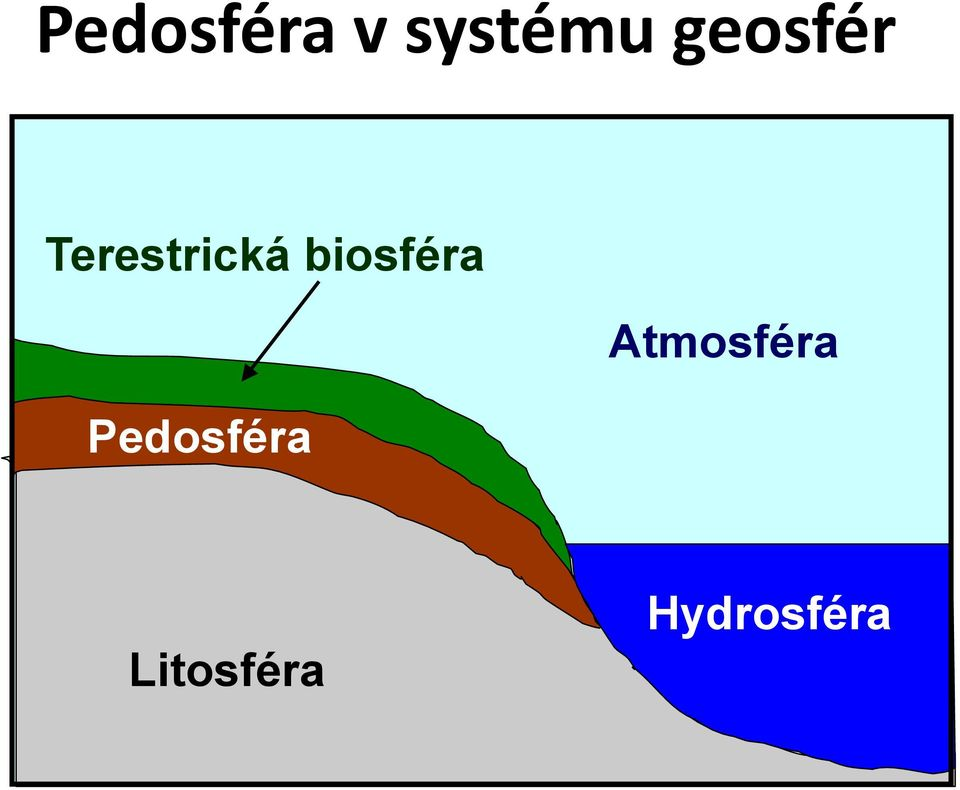 Pedosféra v systému geosfér
Terestrická biosféra
Atmosféra
Pedosféra
Hydrosféra
Litosféra